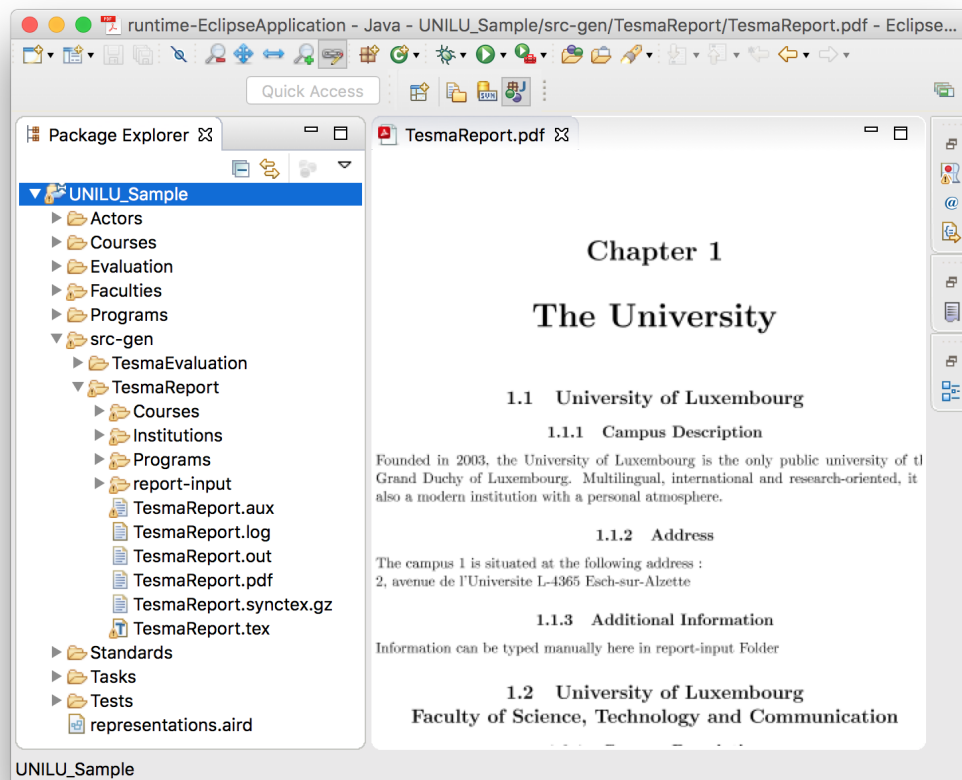 runtime-EclipseApplication - Java - UNILU_Sample/src-gen/TesmaReport/TesmaReport.pdf - Eclipse...
Quick Access
Package Explorer
UNILU_Sample
Actors
Courses
Evaluation
Faculties
Programs
src-gen
TesmaEvaluation
TesmaReport
Courses
Institutions
Programs
report-input
TesmaReport.aux
TesmaReport.log
TesmaReport.out
TesmaReport.pdf
TesmaReport.synctex.gz
TesmaReport.tex
Standards
Tasks
Tests
representations.aird
TesmaReport.pdf
Chapter 1
The University
1.1 University of Luxembourg
1.1.1 Campus Description
Founded in 2003, the University of Luxembourg is the only public university of
Grand Duchy of Luxembourg. Multilingual, international and research-oriented, it
also a modern institution with a personal atmosphere.
1.1.2 Address
The campus 1 is situated at the following address :
2, avenue de l'Universite L-4365 Esch-sur-Alzette
1.1.3 Additional Information
Information can be typed manually here in report-input Folder
1.2 University of Luxembourg
Faculty of Science, Technology and Communication
UNILU_Sample